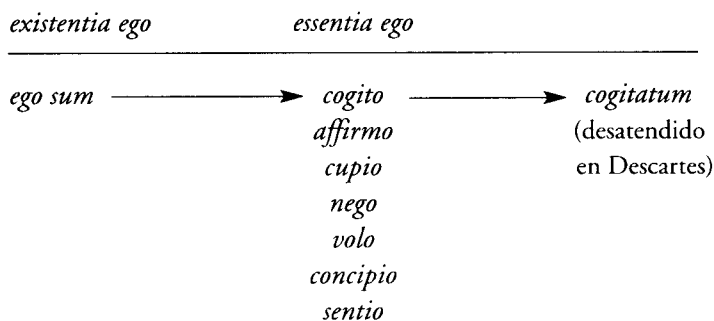 existentia ego essentia ego
ego sum cogito cogitatum
affirmo (desatendido
cupio en Descartes)
nego
volo
concipio
sentio